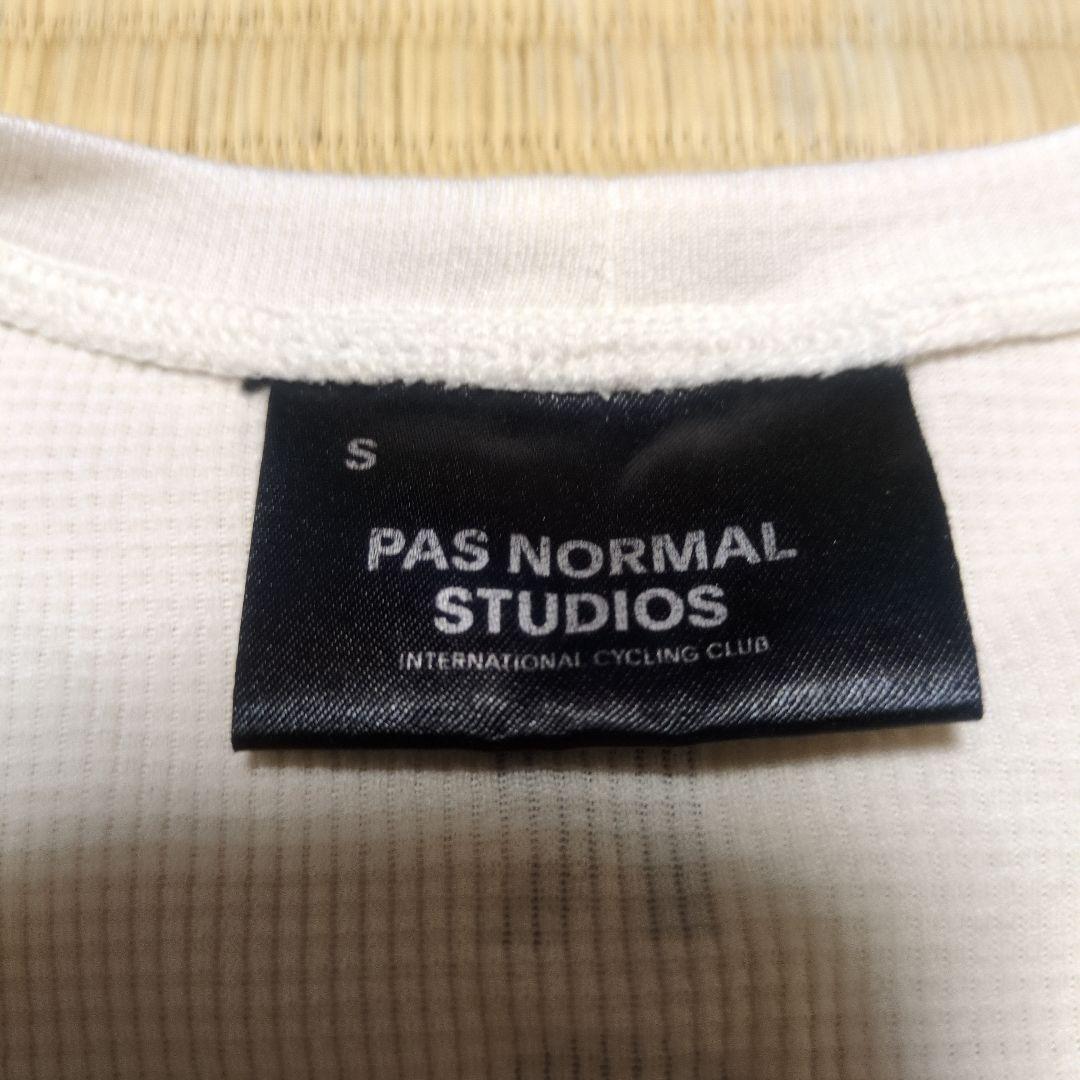 S
PAS NORMAL
STUDIOS
INTERNATIONAL CYCLING CLUB